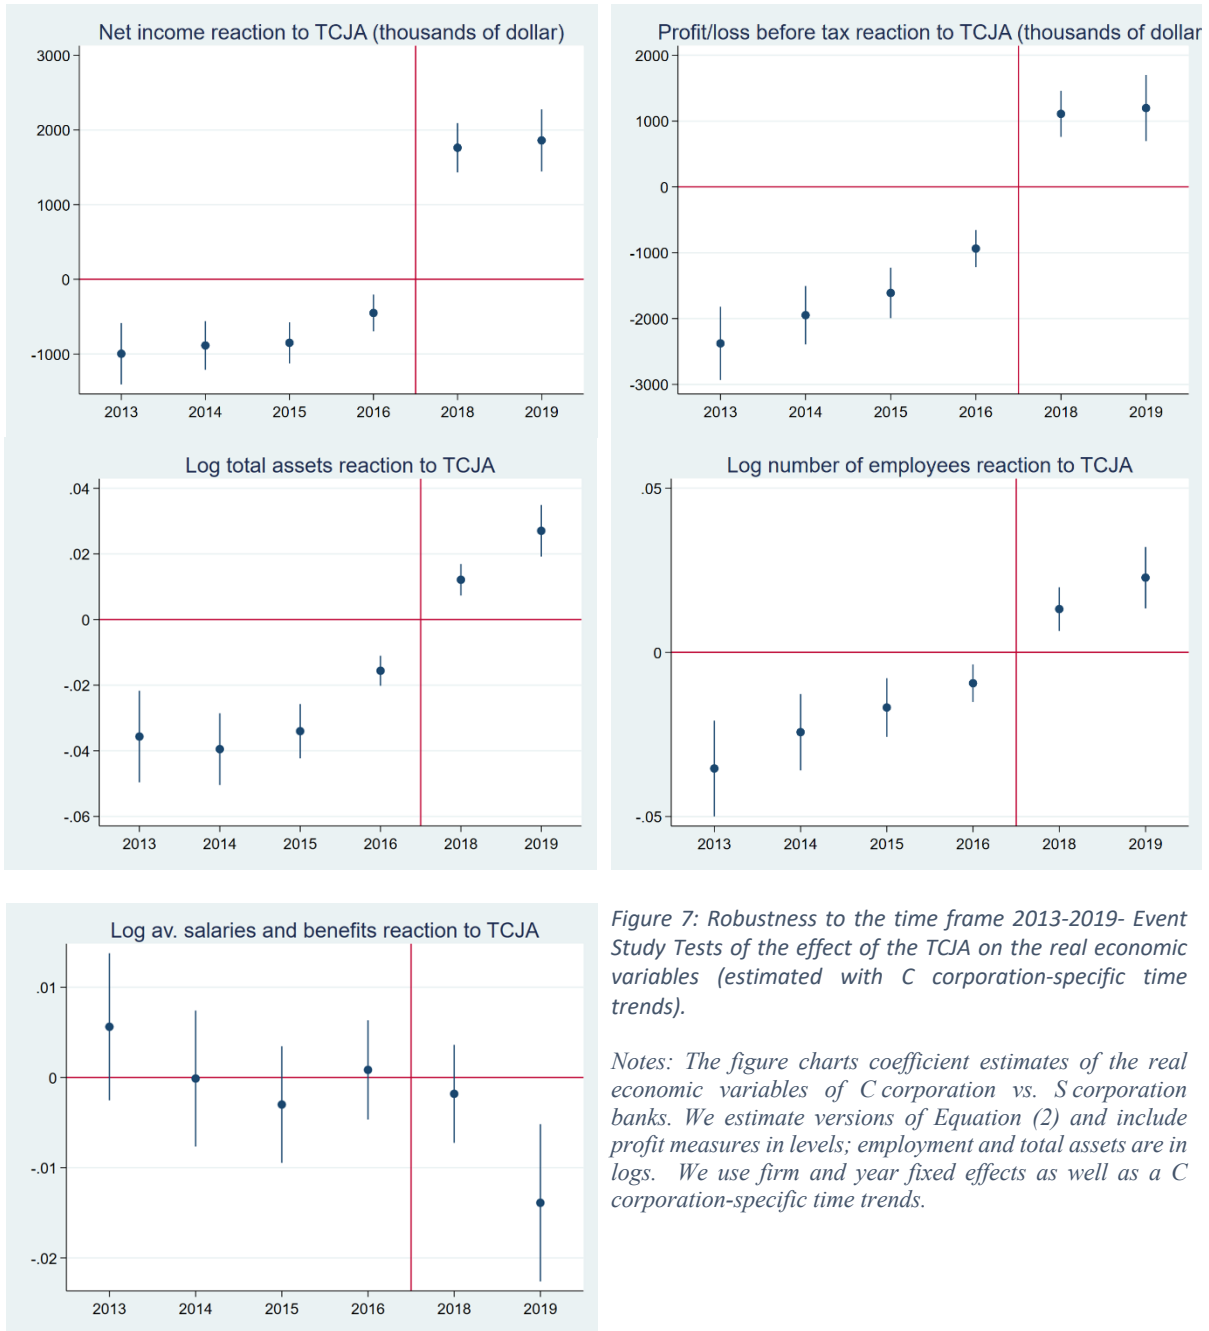 Net income reaction to TCJA (thousands of dollar)
3000
2000
1000
0
-1000
2013 2014 2015 2016 2018 2019
Profit/loss before tax reaction to TCJA (thousands of dollar
2000
1000
0
-1000
-2000
-3000
2013 2014 2015 2016 2018 2019
Log total assets reaction to TCJA
.04
.02
0
-.02
-.04
-.06
2013 2014 2015 2016 2018 2019
Log number of employees reaction to TCJA
.05
0
-.05
2013 2014 2015 2016 2018 2019
Log av. salaries and benefits reaction to TCJA
.01
0
-.01
-.02
2013 2014 2015 2016 2018 2019
Figure 7: Robustness to the time frame 2013-2019- Event
Study Tests of the effect of the TCJA on the real economic
variables (estimated with C corporation-specific time
trends).
Notes: The figure charts coefficient estimates of the real
economic variables of C corporation vs. S corporation
banks. We estimate versions of Equation (2) and include
profit measures in levels; employment and total assets are in
logs. We use firm and year fixed effects as well as a C
corporation-specific time trends.